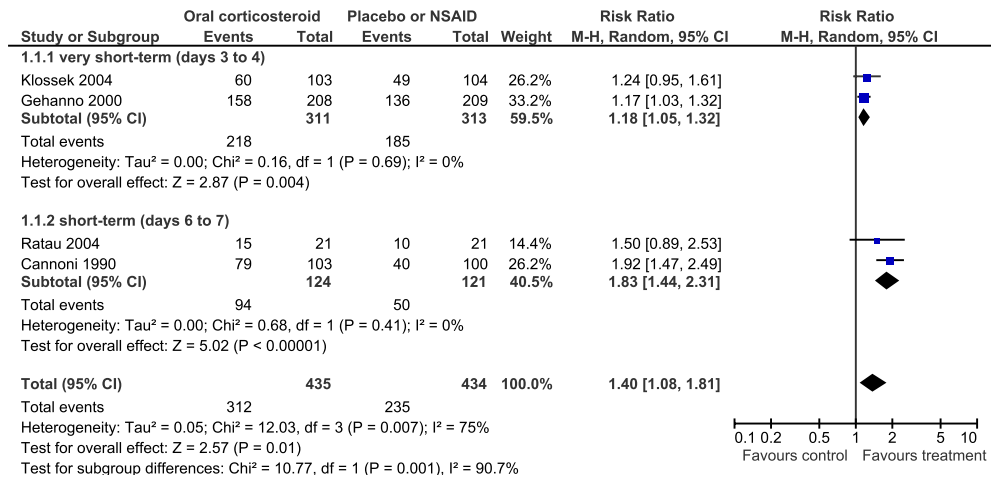 Oral corticosteroid Placebo or NSAID Risk Ratio Risk Ratio
Study or Subgroup Events Total Events Total Weight M-H, Random, 95% CI M-H, Random, 95% CI
1.1.1 very short-term (days 3 to 4)
Klossek 2004 60 103 49 104 26.2% 1.24 [0.95, 1.61]
Gehanno 2000 158 208 136 209 33.2% 1.17 [1.03, 1.32]
Subtotal (95% CI) 311 313 59.5% 1.18 [1.05, 1.32]
Total events 218 185
Heterogeneity: Tau² = 0.00; Chi² = 0.16, df = 1 (P = 0.69); I² = 0%
Test for overall effect: Z = 2.87 (P = 0.004)
1.1.2 short-term (days 6 to 7)
Ratau 2004 15 21 10 21 14.4% 1.50 [0.89, 2.53]
Cannoni 1990 79 103 40 100 26.2% 1.92 [1.47, 2.49]
Subtotal (95% CI) 124 121 40.5% 1.83 [1.44, 2.31]
Total events 94 50
Heterogeneity: Tau² = 0.00; Chi² = 0.68, df = 1 (P = 0.41); I² = 0%
Test for overall effect: Z = 5.02 (P < 0.00001)
Total (95% CI) 435 434 100.0% 1.40 [1.08, 1.81]
Total events 312 235
Heterogeneity: Tau² = 0.05; Chi² = 12.03, df = 3 (P = 0.007); I² = 75%
Test for overall effect: Z = 2.57 (P = 0.01)
Test for subgroup differences: Chi² = 10.77, df = 1 (P = 0.001), I² = 90.7%
0.1 0.2 0.5 1 2 5 10
Favours control Favours treatment